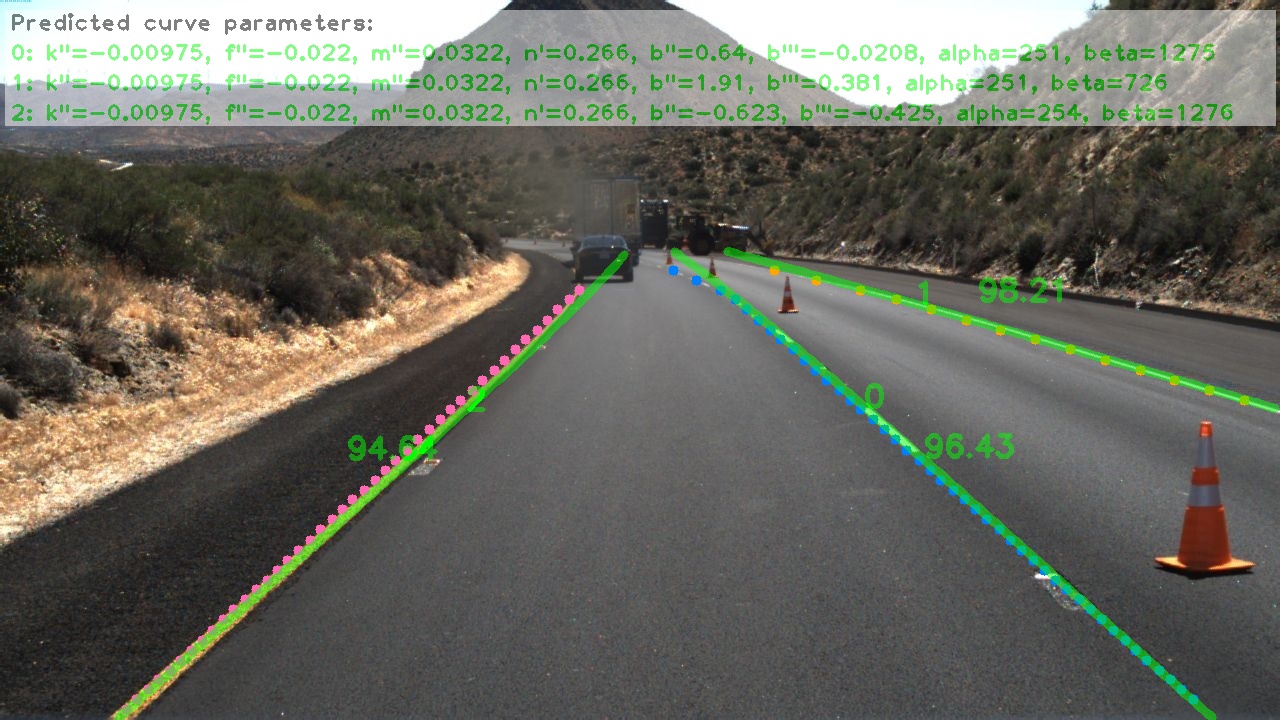 Predicted curve parameters:
0: k"=-0.00975, f"=-0.022, m"=0.0322, n'=0.266, b"=0.64, b'"=-0.0208, alpha=251, beta=1275
1: k"=-0.00975, f"=-0.022, m"=0.0322, n'=0.266, b"=1.91, b'"=0.381, alpha=251, beta=726
2: k"=-0.00975, f"=-0.022, m"=0.0322, n'=0.266, b"=-0.623, b'"=-0.425, alpha=254, beta=1276
1 98.21
2
0
94.64
96.43